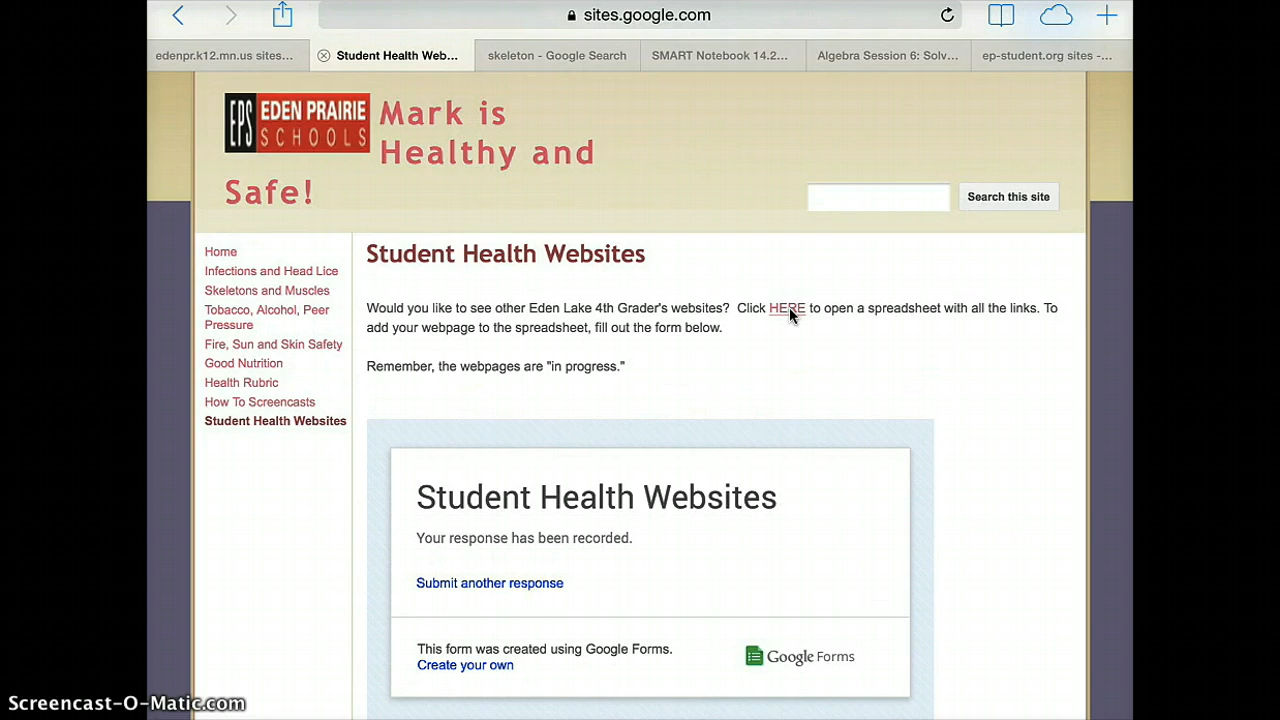 sites.google.com
edenpr.k12.mn.us sites...
Student Health Web...
skeleton - Google Search
SMART Notebook 14.2...
Algebra Session 6: Solv...
ep-student.org sites -...
EPS EDEN PRAIRIE
SCHOOLS
Mark is
Healthy and
Safe!
Search this site
Home
Infections and Head Lice
Skeletons and Muscles
Tobacco, Alcohol, Peer
Pressure
Fire, Sun and Skin Safety
Good Nutrition
Health Rubric
How To Screencasts
Student Health Websites
Student Health Websites
Would you like to see other Eden Lake 4th Grader's websites?  Click HERE to open a spreadsheet with all the links. To
add your webpage to the spreadsheet, fill out the form below.
Remember, the webpages are "in progress."
Student Health Websites
Your response has been recorded.
Submit another response
This form was created using Google Forms.
Create your own
Google Forms
Screencast-O-Matic.com